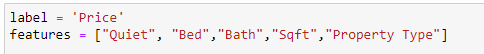 label = 'Price'
features = ["Quiet", "Bed","Bath","Sqft","Property Type"]